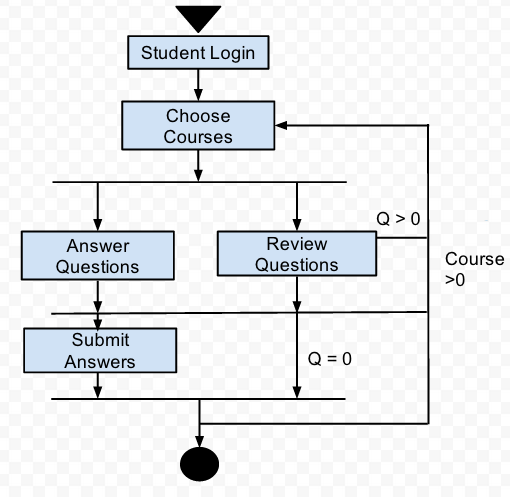 Student Login
Choose
Courses
Q > 0
Answer
Questions
Review
Questions
Course
>0
Submit
Answers
Q = 0